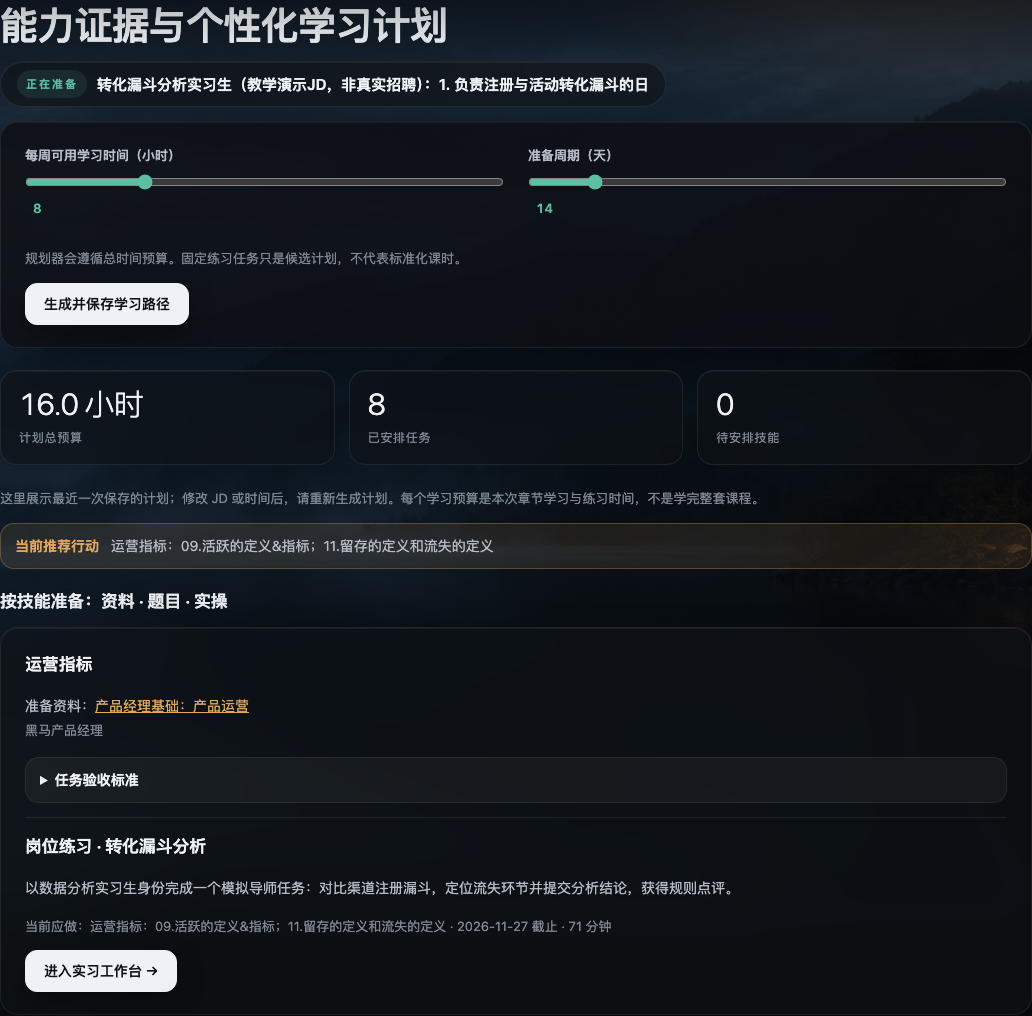 能力证据与个性化学习计划
正在准备 转化漏斗分析实习生（教学演示JD，非真实招聘）：1. 负责注册与活动转化漏斗的日
每周可用学习时间（小时） 准备周期（天）
8 14
规划器会遵循总时间预算。固定练习任务只是候选计划，不代表标准化课时。
生成并保存学习路径
16.0 小时 8 0
计划总预算 已安排任务 待安排技能
这里展示最近一次保存的计划；修改 JD 或时间后，请重新生成计划。每个学习预算是本次章节学习与练习时间，不是学完整套课程。
当前推荐行动 运营指标：09.活跃的定义&指标；11.留存的定义和流失的定义
按技能准备：资料 · 题目 · 实操
运营指标
准备资料：产品经理基础：产品运营
黑马产品经理
▶ 任务验收标准
岗位练习 · 转化漏斗分析
以数据分析实习生身份完成一个模拟导师任务：对比渠道注册漏斗，定位流失环节并提交分析结论，获得规则点评。
当前应做：运营指标：09.活跃的定义&指标；11.留存的定义和流失的定义 · 2026-11-27 截止 · 71 分钟
进入实习工作台 →